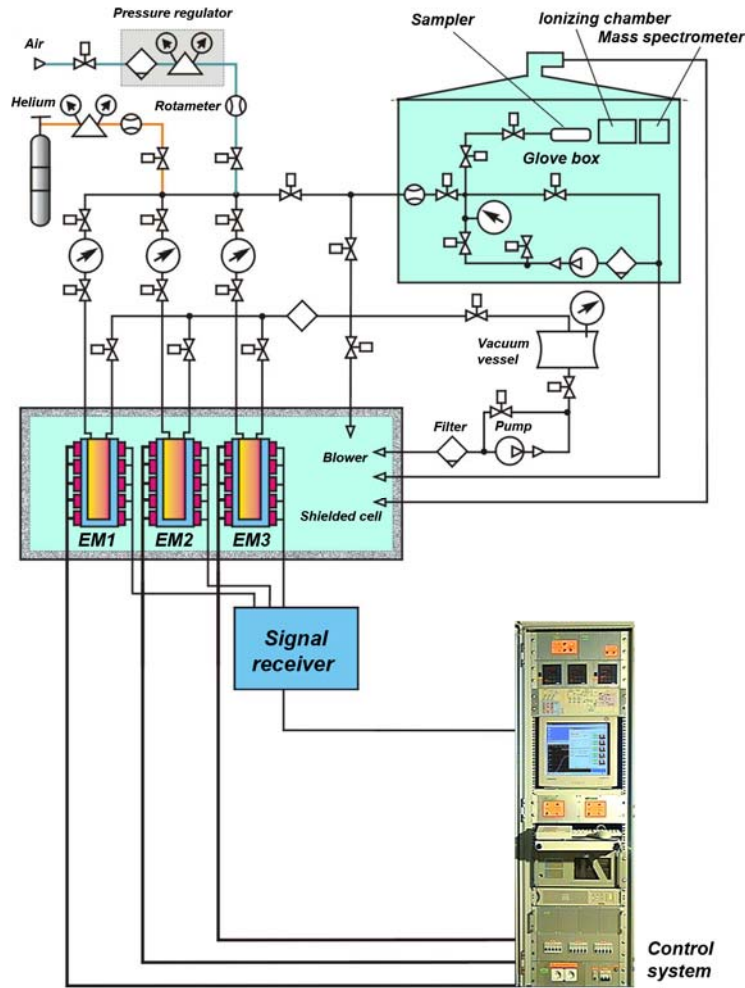 Pressure regulator
Air
Helium
Rotameter
Sampler
Ionizing chamber
Mass spectrometer
Glove box
Vacuum
vessel
Filter
Pump
Blower
Shielded cell
EM1
EM2
EM3
Signal
receiver
Control
system